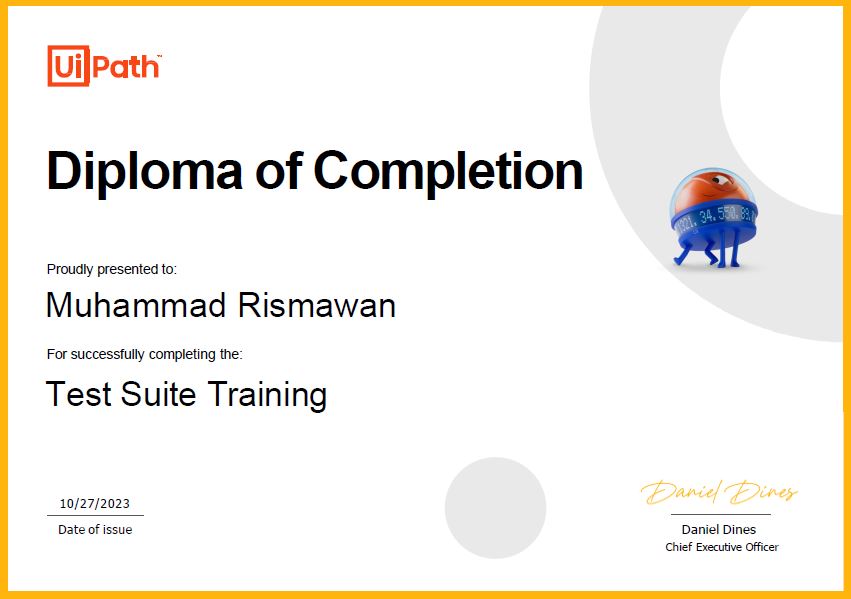 UiPath™
Diploma of Completion
Proudly presented to:
Muhammad Rismawan
For successfully completing the:
Test Suite Training
10/27/2023
Date of issue
Daniel Dines
Daniel Dines
Chief Executive Officer